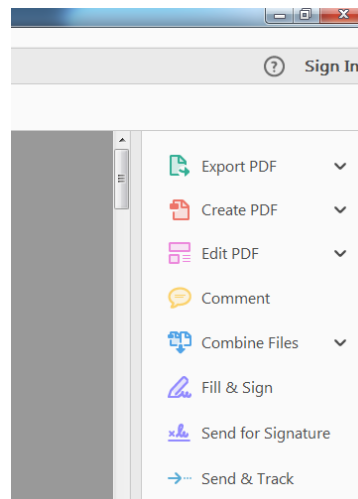 ? Sign In
Export PDF
Create PDF
Edit PDF
Comment
Combine Files
Fill & Sign
Send for Signature
Send & Track